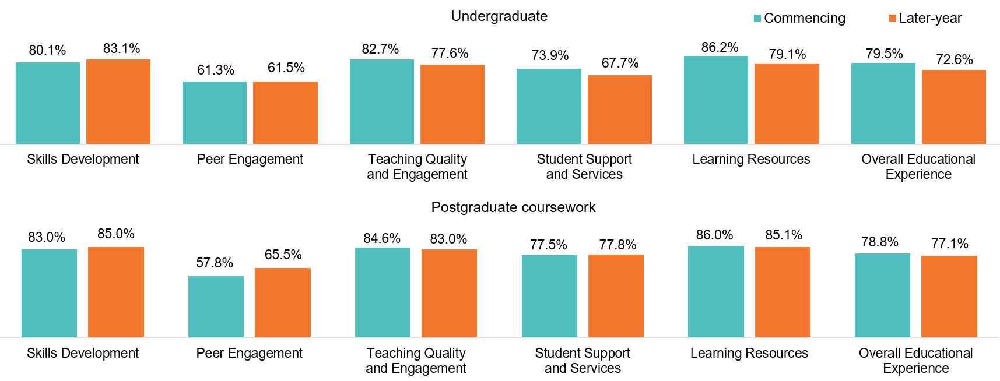 Undergraduate
Commencing
Later-year
80.1%
83.1%
61.3%
61.5%
82.7%
77.6%
73.9%
67.7%
86.2%
79.1%
79.5%
72.6%
Skills Development
Peer Engagement
Teaching Quality
and Engagement
Student Support
and Services
Learning Resources
Overall Educational
Experience
Postgraduate coursework
83.0%
85.0%
57.8%
65.5%
84.6%
83.0%
77.5%
77.8%
86.0%
85.1%
78.8%
77.1%
Skills Development
Peer Engagement
Teaching Quality
and Engagement
Student Support
and Services
Learning Resources
Overall Educational
Experience